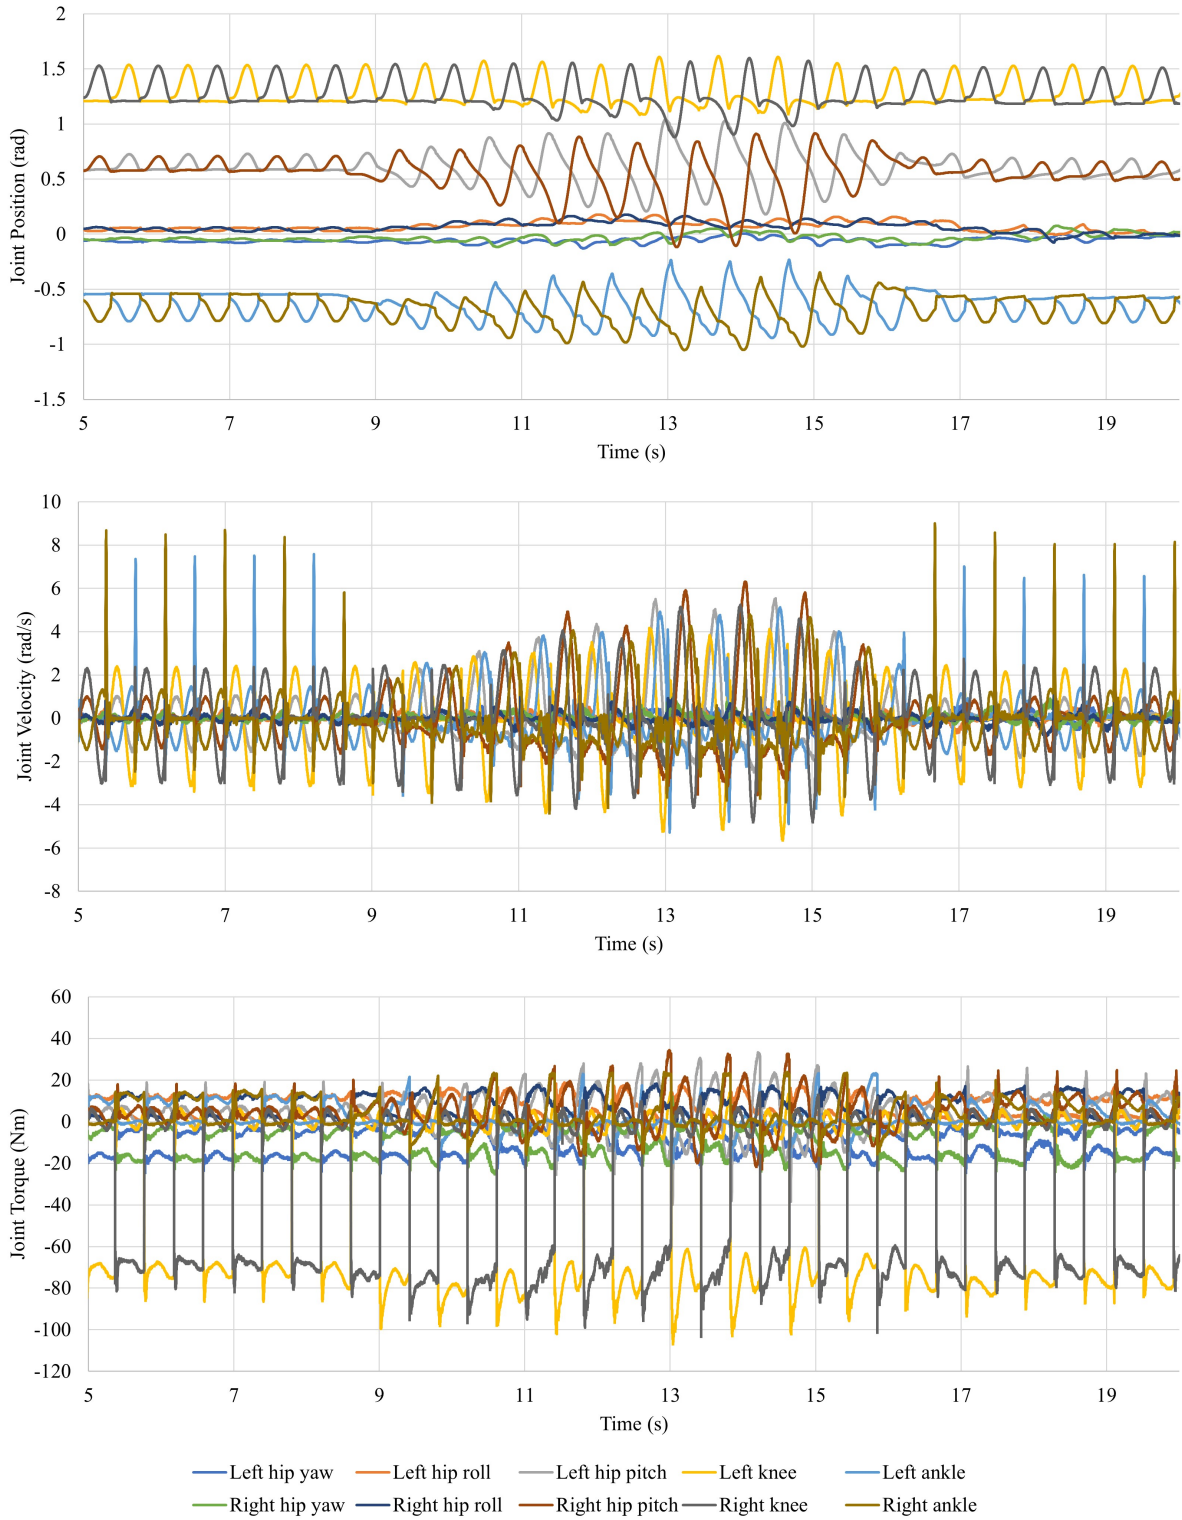 2
1.5
1
0.5
0
-0.5
-1
-1.5
Joint Position (rad)
5 7 9 11 13 15 17 19
Time (s)
10
8
6
4
2
0
-2
-4
-6
-8
Joint Velocity (rad/s)
5 7 9 11 13 15 17 19
Time (s)
60
40
20
0
-20
-40
-60
-80
-100
-120
Joint Torque (Nm)
5 7 9 11 13 15 17 19
Time (s)
Left hip yaw Left hip roll Left hip pitch Left knee Left ankle
Right hip yaw Right hip roll Right hip pitch Right knee Right ankle